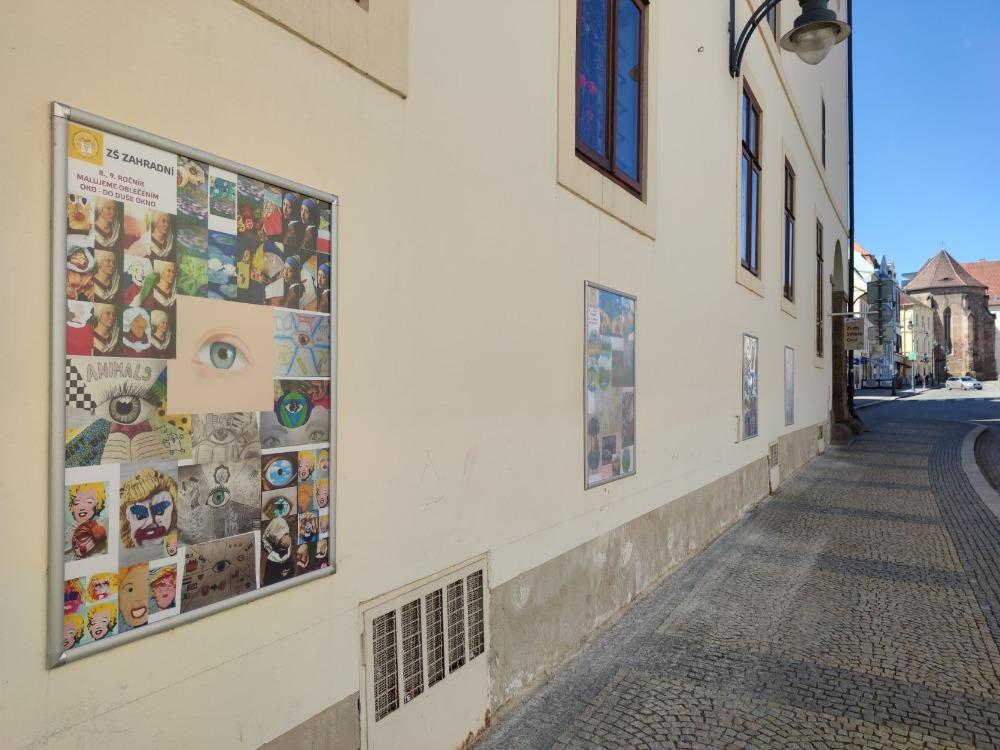 ZŠ ZAHRADNÍ
8., 9. ROČNÍK
MALUJEME OBLEČENÍM
OKO - DO DUŠE OKNO
ANIMALS